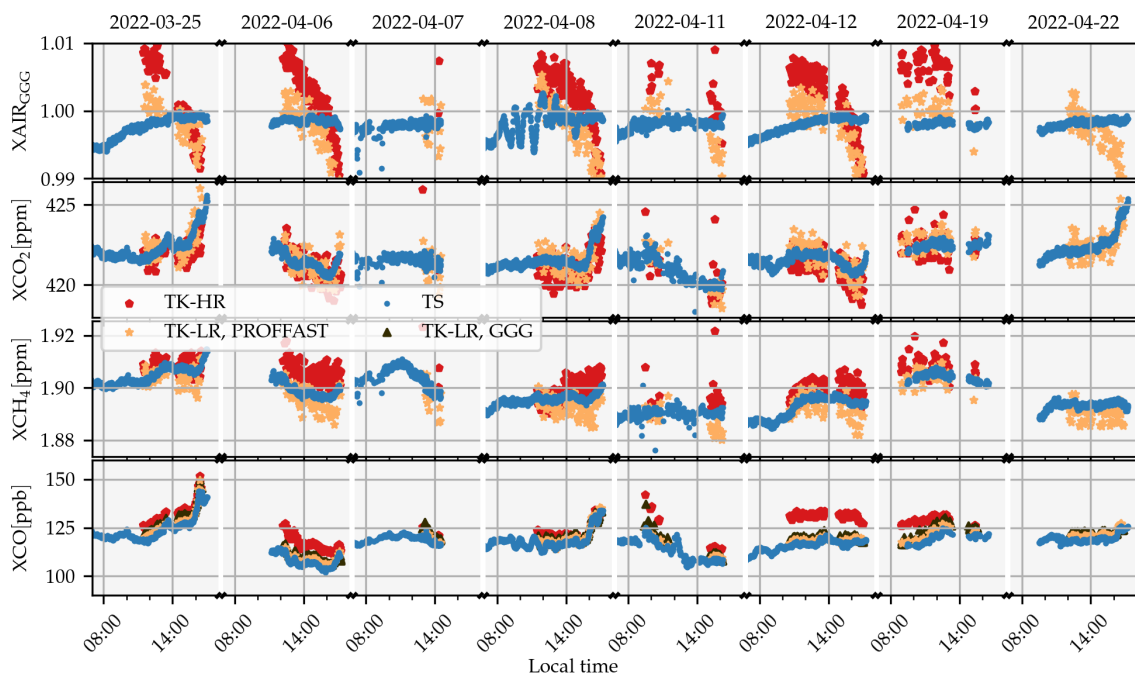 2022-03-25 2022-04-06 2022-04-07 2022-04-08 2022-04-11 2022-04-12 2022-04-19 2022-04-22
XAIR_GGG
1.01
1.00
0.99
XCO₂[ppm]
425
420
TK-HR TS
TK-LR, PROFFAST TK-LR, GGG
XCH₄[ppm]
1.92
1.90
1.88
XCO[ppb]
150
125
100
08:00 14:00 08:00 14:00 08:00 14:00 08:00 14:00 08:00 14:00 08:00 14:00 08:00 14:00 14:00
Local time